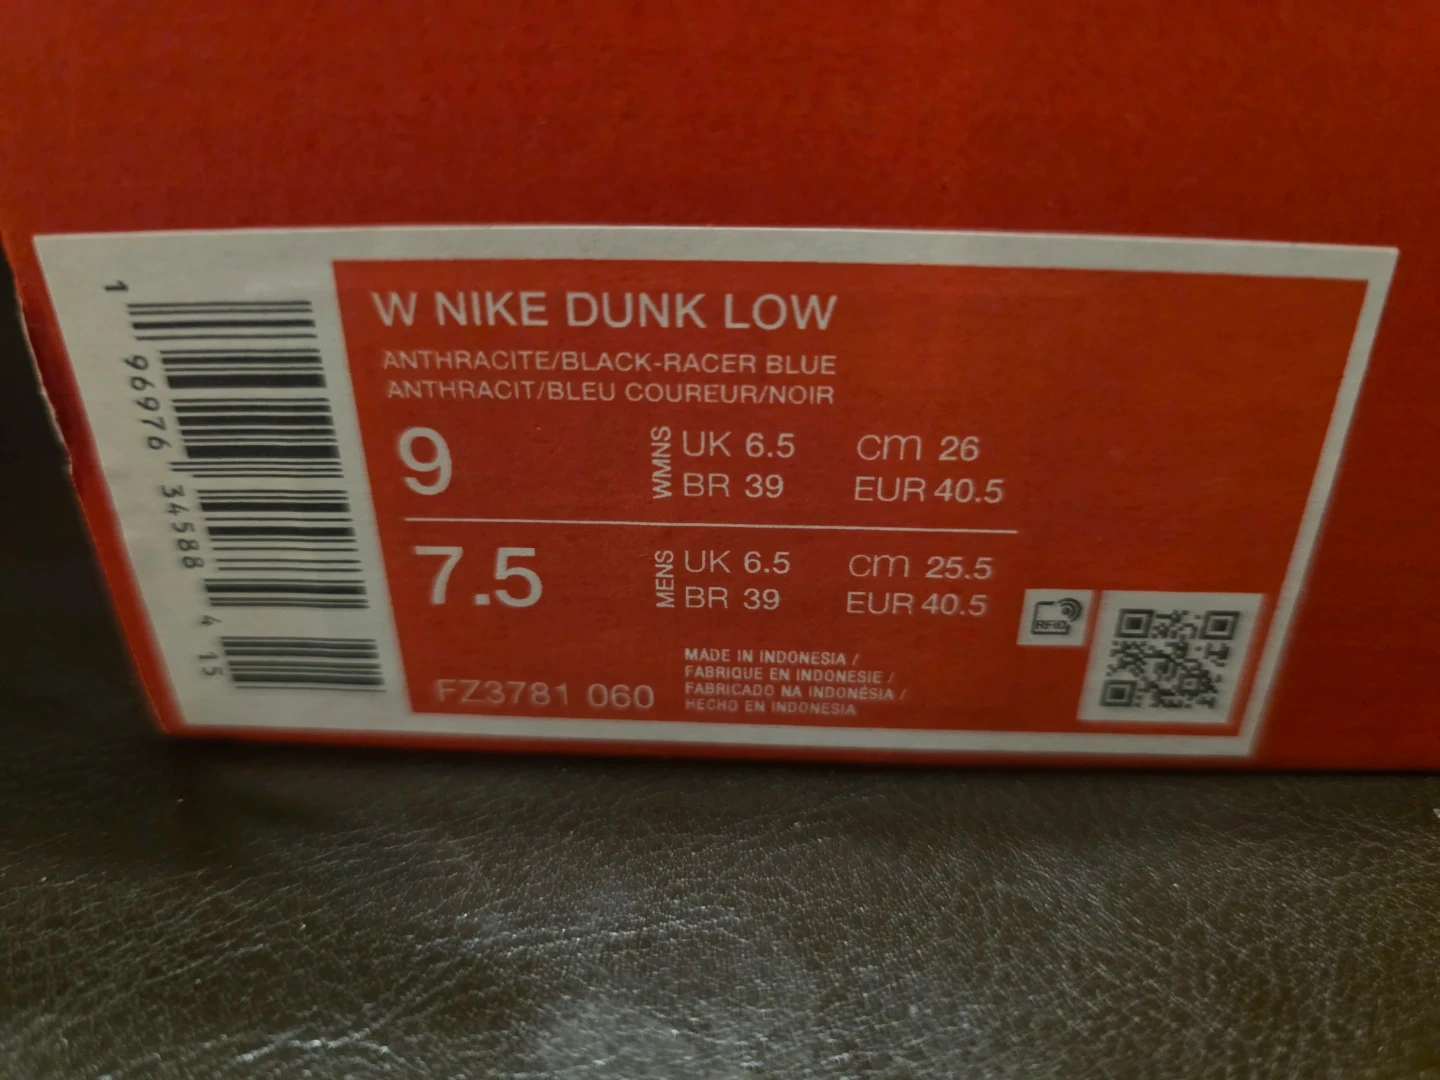 1 96976 34588 4 15
W NIKE DUNK LOW
ANTHRACITE/BLACK-RACER BLUE
ANTHRACIT/BLEU COUREUR/NOIR
9
WMNS
UK 6.5 cm 26
BR 39 EUR 40.5
7.5
MENS
UK 6.5 cm 25.5
BR 39 EUR 40.5
RFID
FZ3781 060
MADE IN INDONESIA /
FABRIQUE EN INDONESIE /
FABRICADO NA INDONÉSIA /
HECHO EN INDONESIA